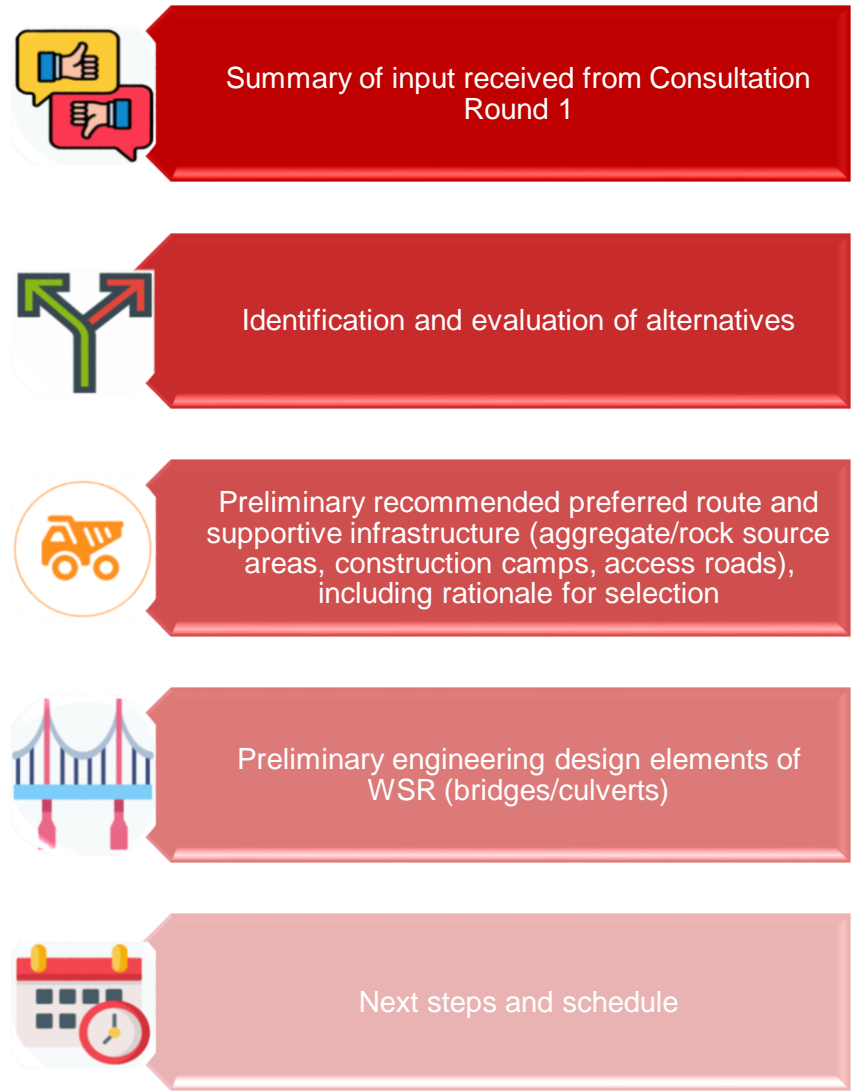 Summary of input received from Consultation
Round 1
Identification and evaluation of alternatives
Preliminary recommended preferred route and
supportive infrastructure (aggregate/rock source
areas, construction camps, access roads),
including rationale for selection
Preliminary engineering design elements of
WSR (bridges/culverts)
Next steps and schedule